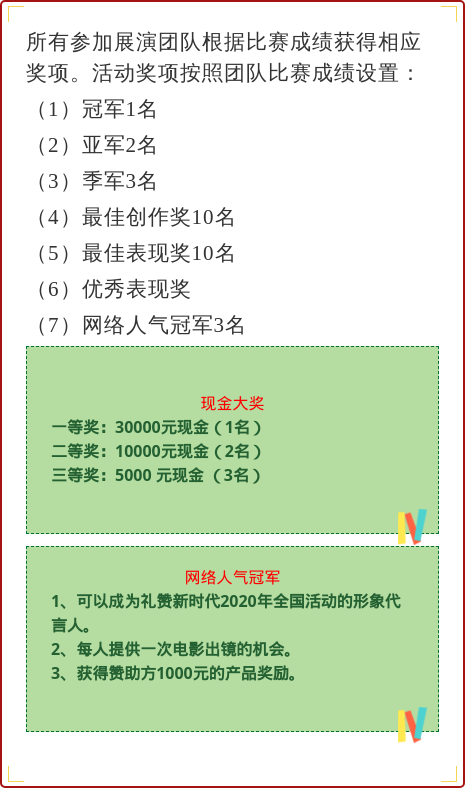 所有参加展演团队根据比赛成绩获得相应
奖项。活动奖项按照团队比赛成绩设置：
（1）冠军1名
（2）亚军2名
（3）季军3名
（4）最佳创作奖10名
（5）最佳表现奖10名
（6）优秀表现奖
（7）网络人气冠军3名
现金大奖
一等奖：30000元现金（1名）
二等奖：10000元现金（2名）
三等奖：5000 元现金 （3名）
网络人气冠军
1、可以成为礼赞新时代2020年全国活动的形象代
言人。
2、每人提供一次电影出镜的机会。
3、获得赞助方1000元的产品奖励。